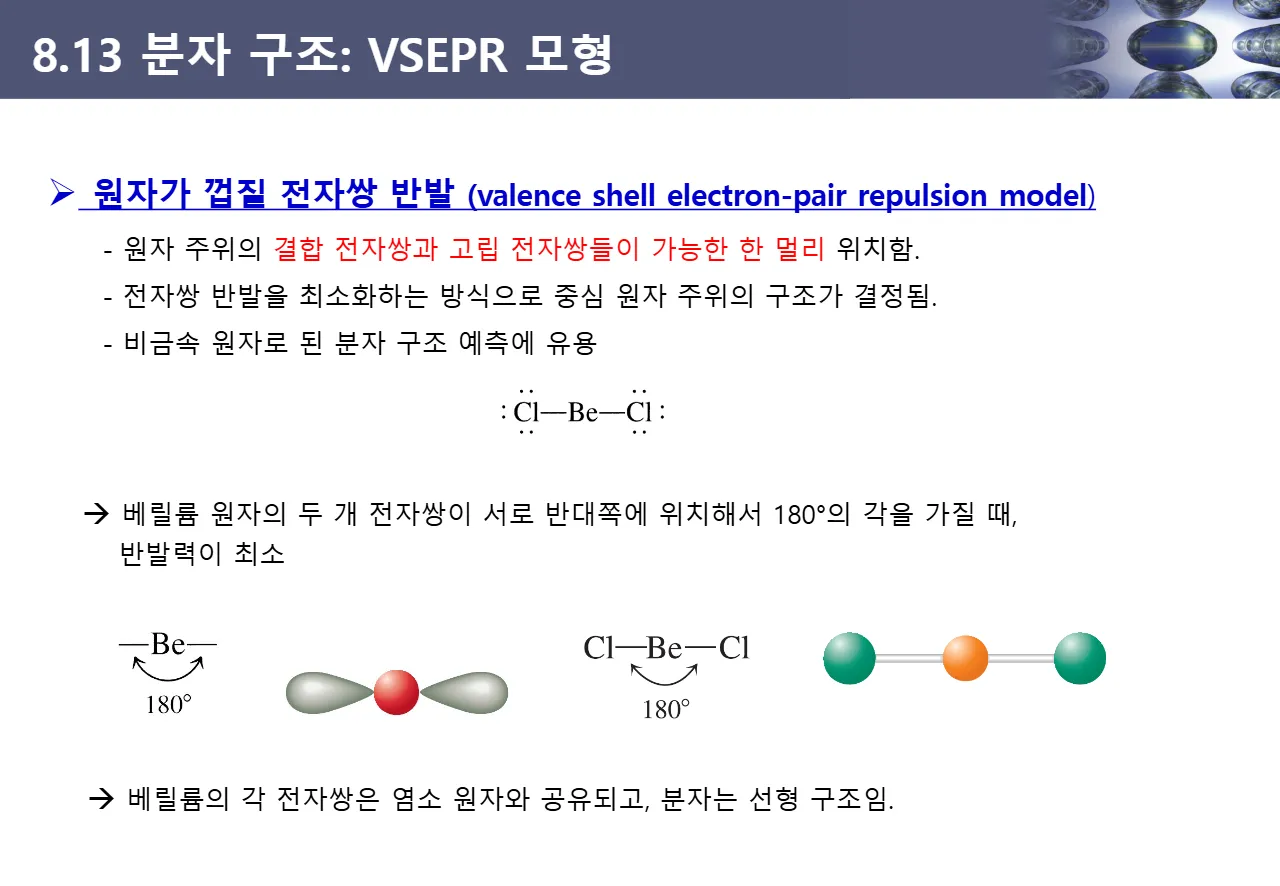 8.13 분자 구조: VSEPR 모형
➢ 원자가 껍질 전자쌍 반발 (valence shell electron-pair repulsion model)
- 원자 주위의 결합 전자쌍과 고립 전자쌍들이 가능한 한 멀리 위치함.
- 전자쌍 반발을 최소화하는 방식으로 중심 원자 주위의 구조가 결정됨.
- 비금속 원자로 된 분자 구조 예측에 유용
:Cl—Be—Cl:
→ 베릴륨 원자의 두 개 전자쌍이 서로 반대쪽에 위치해서 180°의 각을 가질 때,
반발력이 최소
—Be—
180°
Cl—Be—Cl
180°
→ 베릴륨의 각 전자쌍은 염소 원자와 공유되고, 분자는 선형 구조임.